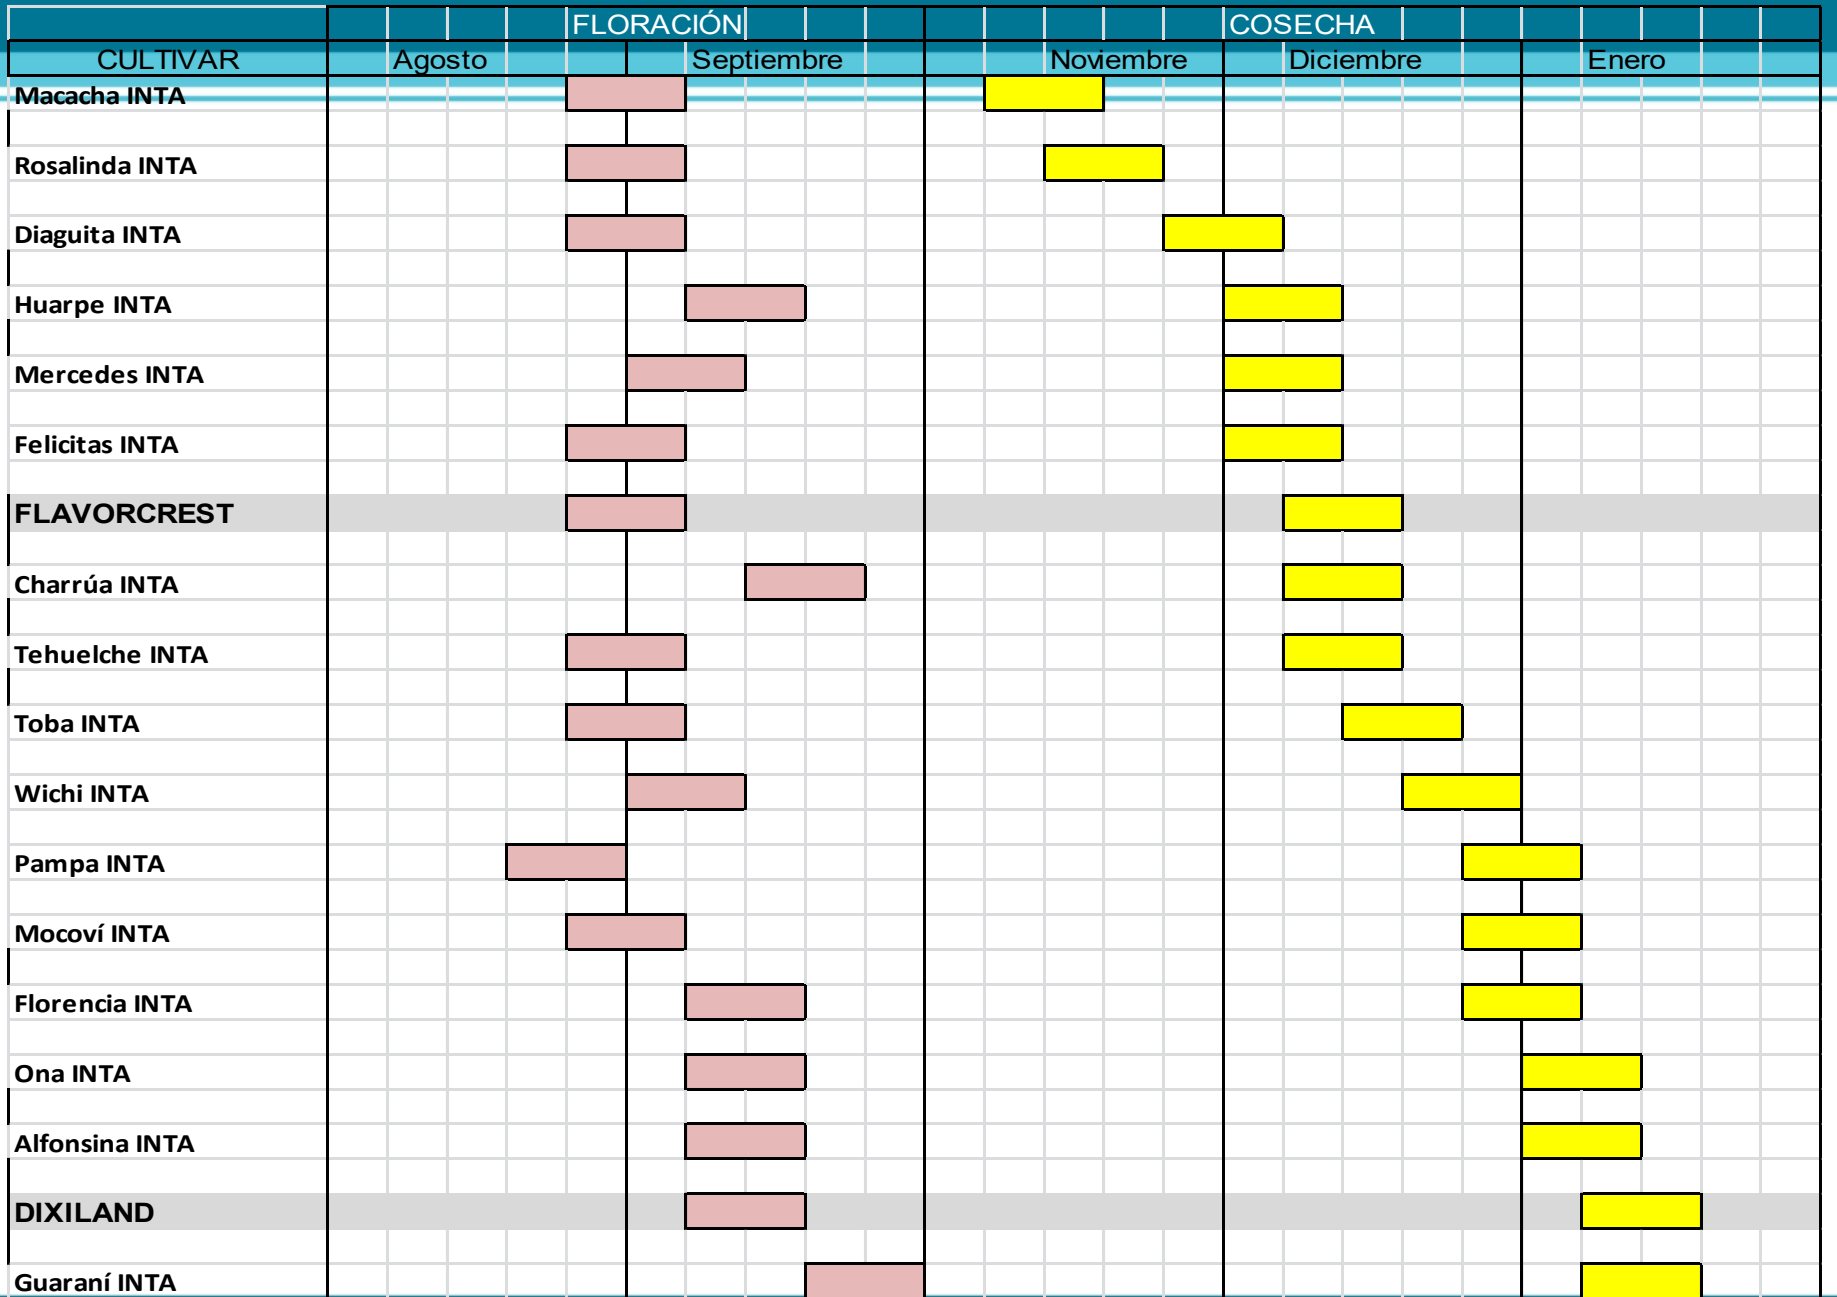 FLORACIÓN COSECHA
CULTIVAR Agosto Septiembre Noviembre Diciembre Enero
Macacha INTA
Rosalinda INTA
Diaguita INTA
Huarpe INTA
Mercedes INTA
Felicitas INTA
FLAVORCREST
Charrúa INTA
Tehuelche INTA
Toba INTA
Wichi INTA
Pampa INTA
Mocoví INTA
Florencia INTA
Ona INTA
Alfonsina INTA
DIXILAND
Guaraní INTA